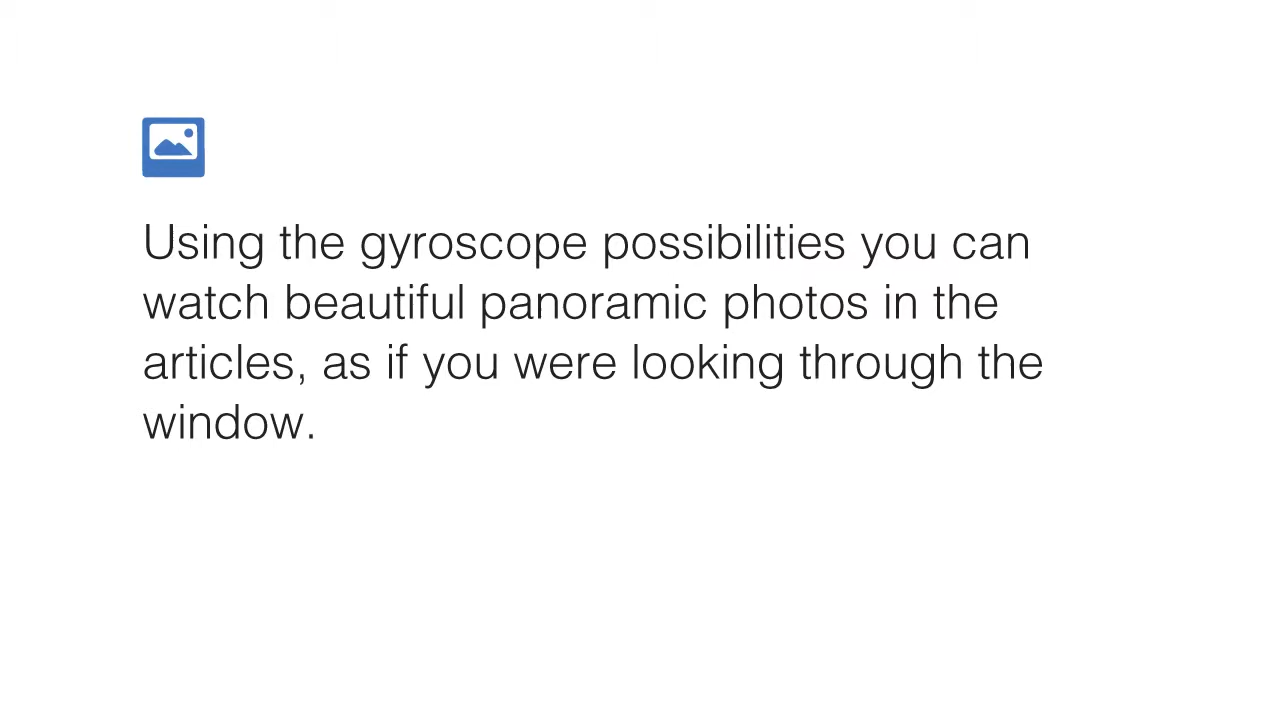 Using the gyroscope possibilities you can
watch beautiful panoramic photos in the
articles, as if you were looking through the
window.